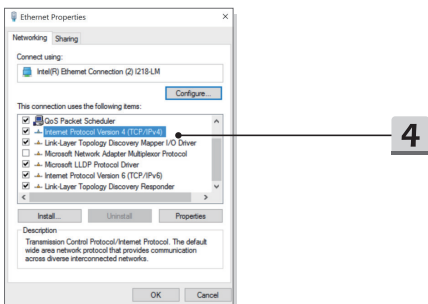 Ethernet Properties
Networking Sharing
Connect using:
Intel(R) Ethernet Connection (2) I218-LM
Configure...
This connection uses the following items:
QoS Packet Scheduler
Internet Protocol Version 4 (TCP/IPv4)
Link-Layer Topology Discovery Mapper I/O Driver
Microsoft Network Adapter Multiplexor Protocol
Microsoft LLDP Protocol Driver
Internet Protocol Version 6 (TCP/IPv6)
Link-Layer Topology Discovery Responder
Install... Uninstall Properties
Description
Transmission Control Protocol/Internet Protocol. The default
wide area network protocol that provides communication
across diverse interconnected networks.
OK Cancel
4